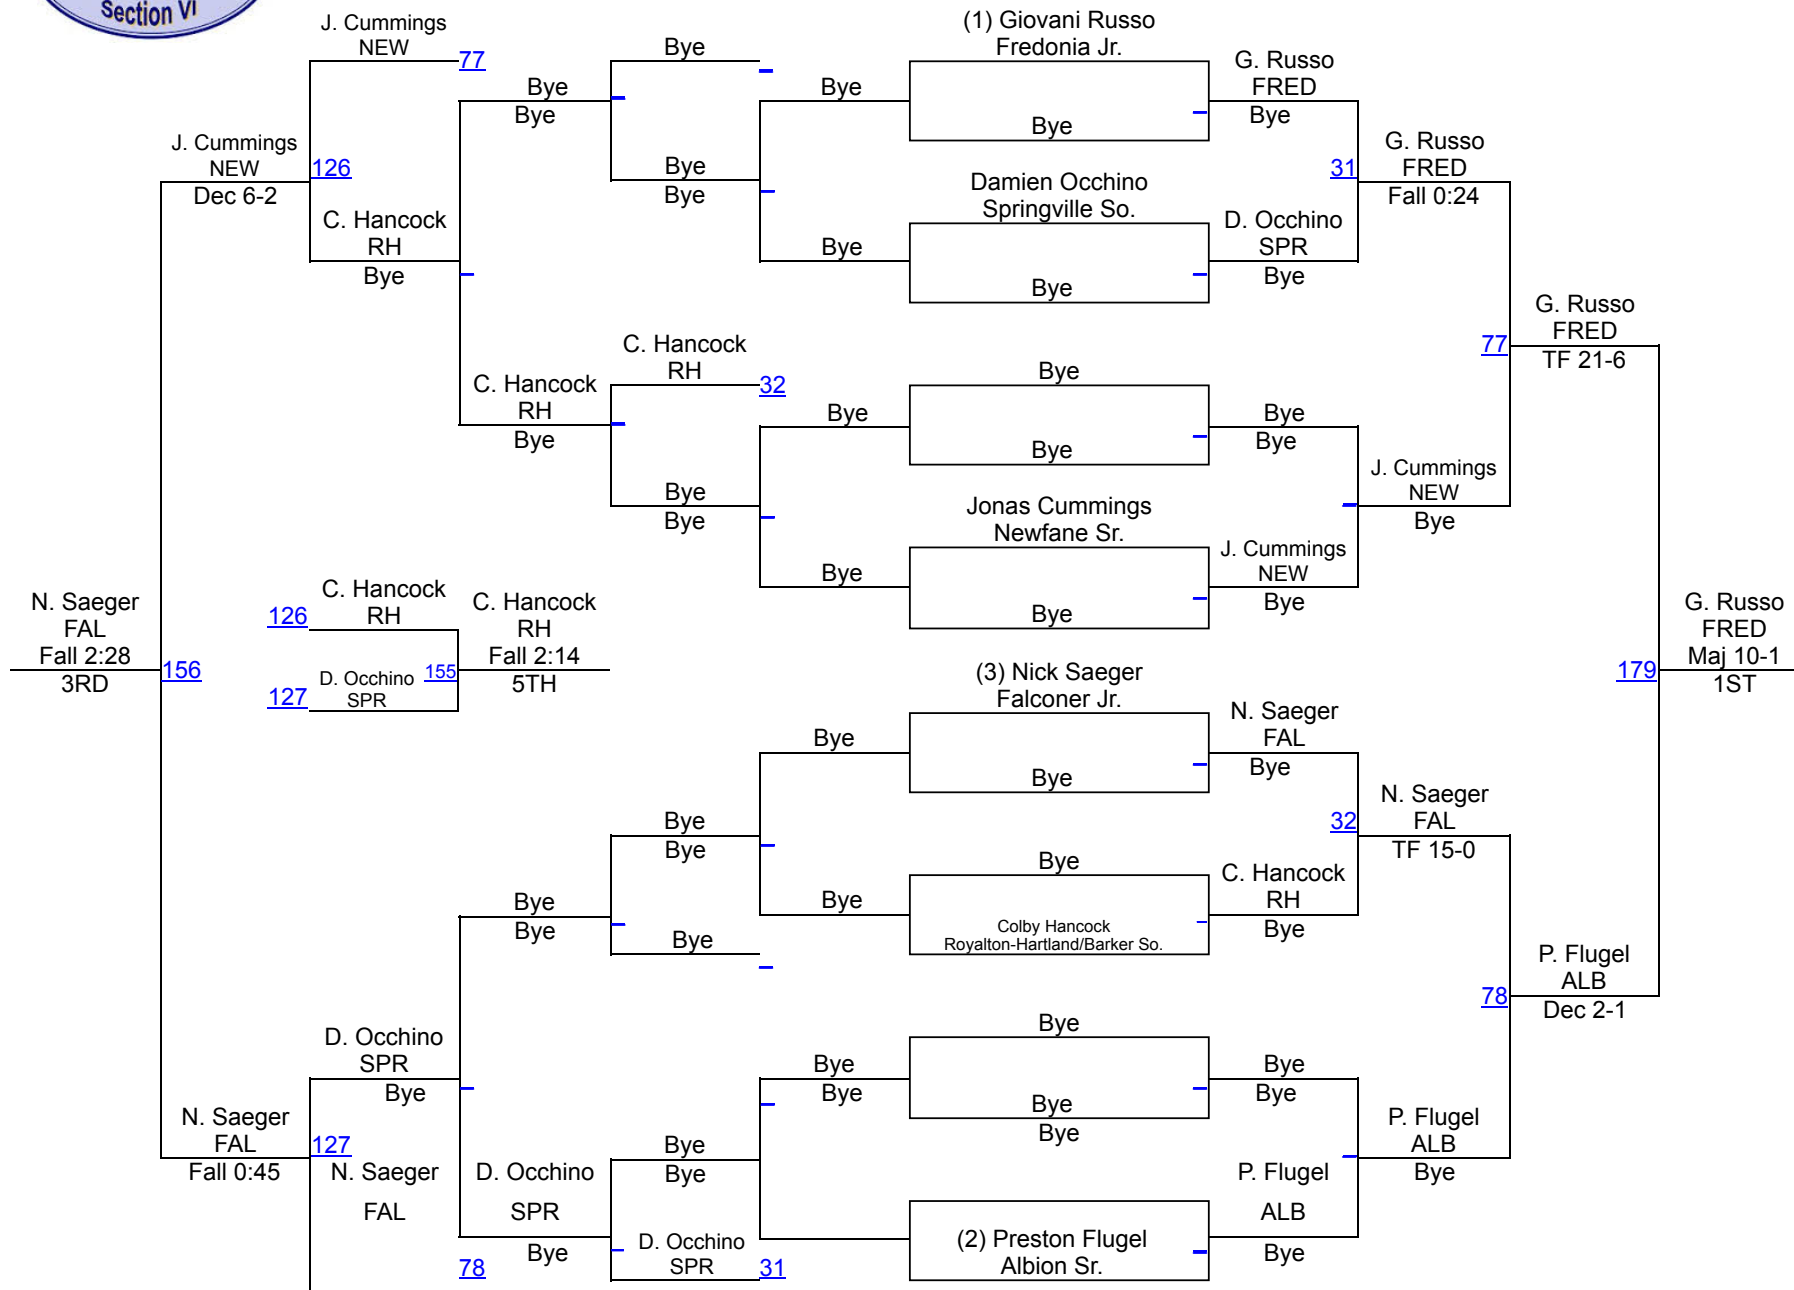 Section VI
J. Cummings
NEW
77
J. Cummings
NEW
126
Dec 6-2
C. Hancock
RH
Bye
Bye
Bye
Bye
Bye
Bye
C. Hancock
RH
32
C. Hancock
RH
Bye
Bye
Bye
N. Saeger
FAL
Fall 2:28
3RD
156
126
C. Hancock
RH
127
D. Occhino
SPR
155
C. Hancock
RH
Fall 2:14
5TH
Bye
Bye
Bye
Bye
Bye
D. Occhino
SPR
Bye
N. Saeger
FAL
Fall 0:45
127
N. Saeger
FAL
78
D. Occhino
SPR
Bye
Bye
Bye
D. Occhino
SPR
31
Bye
Bye
Bye
Bye
Bye
Bye
Bye
Bye
(1) Giovani Russo
Fredonia Jr.
Bye
Damien Occhino
Springville So.
Bye
Bye
Bye
Jonas Cummings
Newfane Sr.
Bye
(3) Nick Saeger
Falconer Jr.
Bye
Bye
Colby Hancock
Royalton-Hartland/Barker So.
Bye
Bye
Bye
(2) Preston Flugel
Albion Sr.
G. Russo
FRED
Bye
31
D. Occhino
SPR
Bye
Bye
Bye
J. Cummings
NEW
Bye
N. Saeger
FAL
Bye
32
C. Hancock
RH
Bye
Bye
Bye
P. Flugel
ALB
Bye
G. Russo
FRED
Fall 0:24
77
J. Cummings
NEW
Bye
N. Saeger
FAL
TF 15-0
78
P. Flugel
ALB
Bye
G. Russo
FRED
TF 21-6
179
P. Flugel
ALB
Dec 2-1
G. Russo
FRED
Maj 10-1
1ST